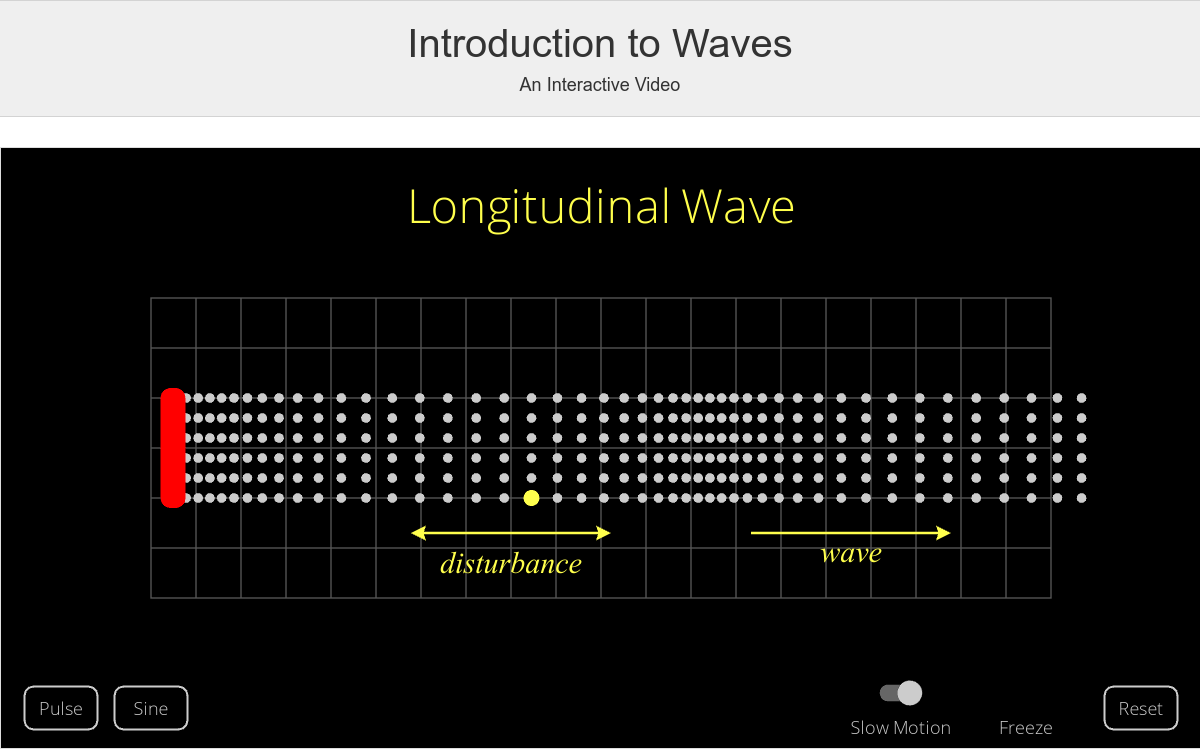 Introduction to Waves
An Interactive Video
Longitudinal Wave
disturbance
wave
Pulse
Sine
Slow Motion
Freeze
Reset